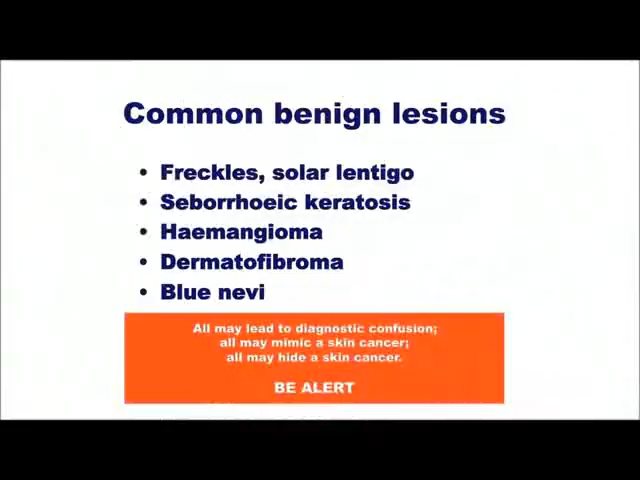 Common benign lesions
• Freckles, solar lentigo
• Seborrhoeic keratosis
• Haemangioma
• Dermatofibroma
• Blue nevi
All may lead to diagnostic confusion;
all may mimic a skin cancer;
all may hide a skin cancer.
BE ALERT